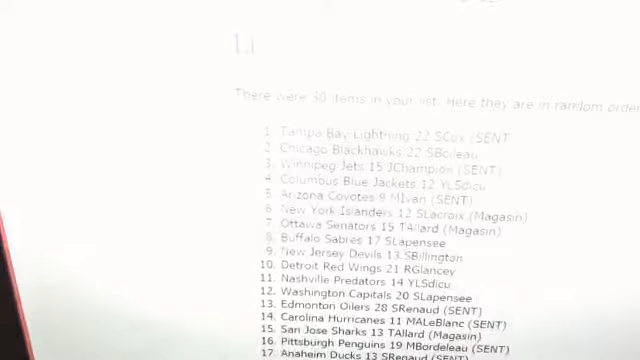 There were 30 items in your list. Here they are in random order
1. Tampa Bay Lightning 22 SCox (SENT
2. Chicago Blackhawks 22 SBoileau
3. Winnipeg Jets 15 JChampion (SENT)
4. Columbus Blue Jackets 12 YLSdicu
5. Arizona Coyotes 9 MIvan (SENT)
6. New York Islanders 12 SLacroix (Magasin)
7. Ottawa Senators 15 TAllard (Magasin)
8. Buffalo Sabres 17 SLapensee
9. New Jersey Devils 13 SBillington
10. Detroit Red Wings 21 RGlancey
11. Nashville Predators 14 YLSdicu
12. Washington Capitals 20 SLapensee
13. Edmonton Oilers 28 SRenaud (SENT)
14. Carolina Hurricanes 11 MALeBlanc (SENT)
15. San Jose Sharks 13 TAllard (Magasin)
16. Pittsburgh Penguins 19 MBordeleau (SENT)
17. Anaheim Ducks 13 SRenaud (SENT)